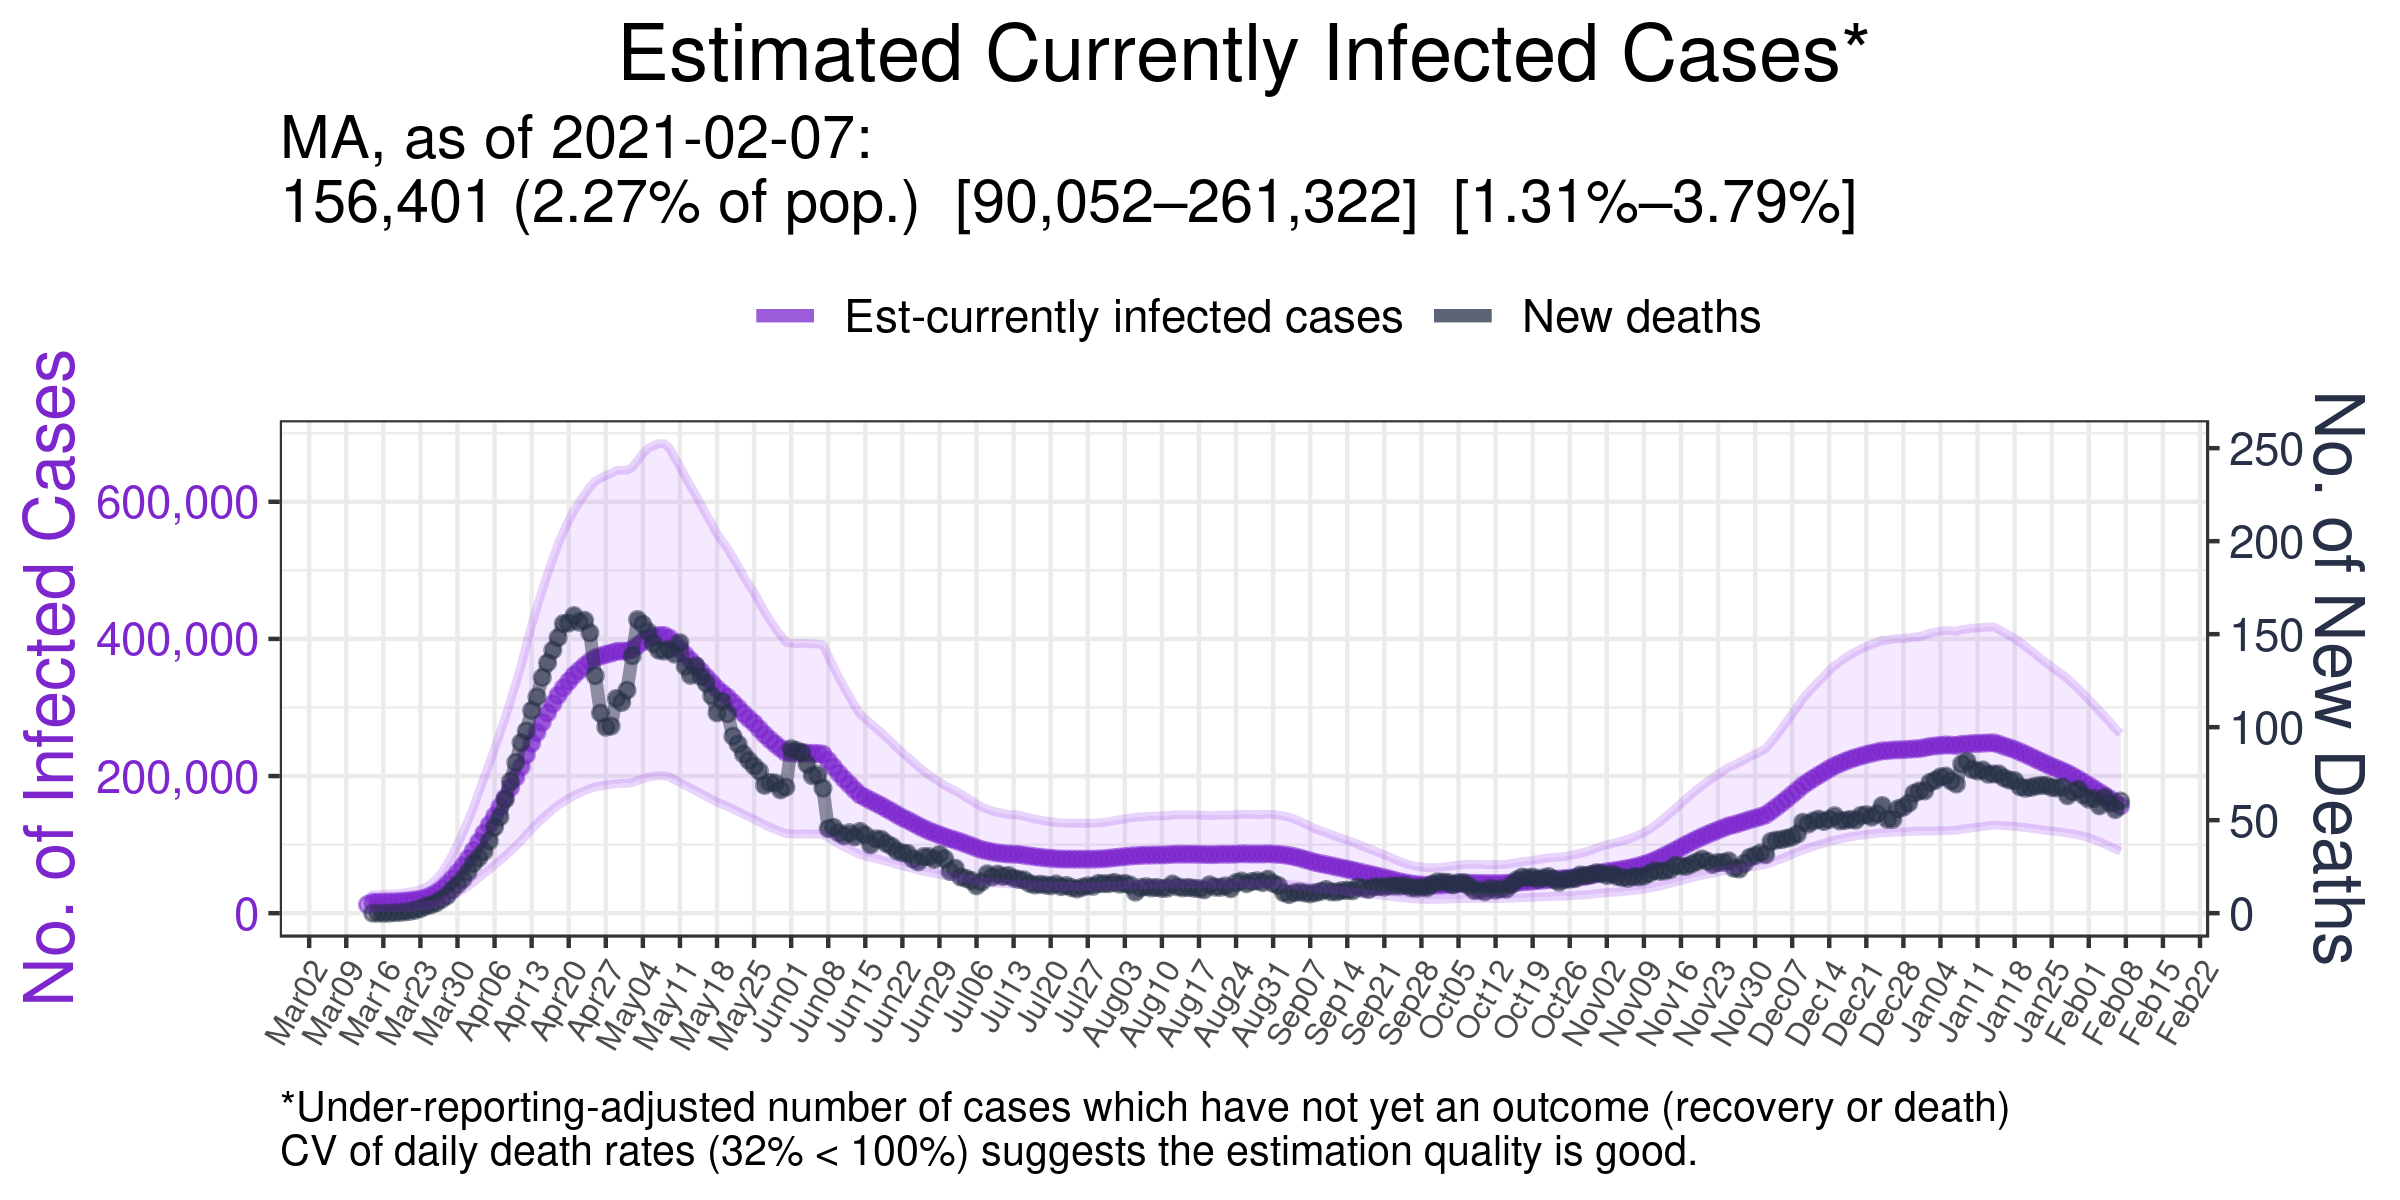 Estimated Currently Infected Cases*
MA, as of 2021-02-07:
156,401 (2.27% of pop.)  [90,052–261,322]  [1.31%–3.79%]
Est-currently infected cases
New deaths
No. of Infected Cases
600,000
400,000
200,000
0
250
200
150
100
50
0
No. of New Deaths
Mar02
Mar09
Mar16
Mar23
Mar30
Apr06
Apr13
Apr20
Apr27
May04
May11
May18
May25
Jun01
Jun08
Jun15
Jun22
Jun29
Jul06
Jul13
Jul20
Jul27
Aug03
Aug10
Aug17
Aug24
Aug31
Sep07
Sep14
Sep21
Sep28
Oct05
Oct12
Oct19
Oct26
Nov02
Nov09
Nov16
Nov23
Nov30
Dec07
Dec14
Dec21
Dec28
Jan04
Jan11
Jan18
Jan25
Feb01
Feb08
Feb15
Feb22
*Under-reporting-adjusted number of cases which have not yet an outcome (recovery or death)
CV of daily death rates (32% < 100%) suggests the estimation quality is good.